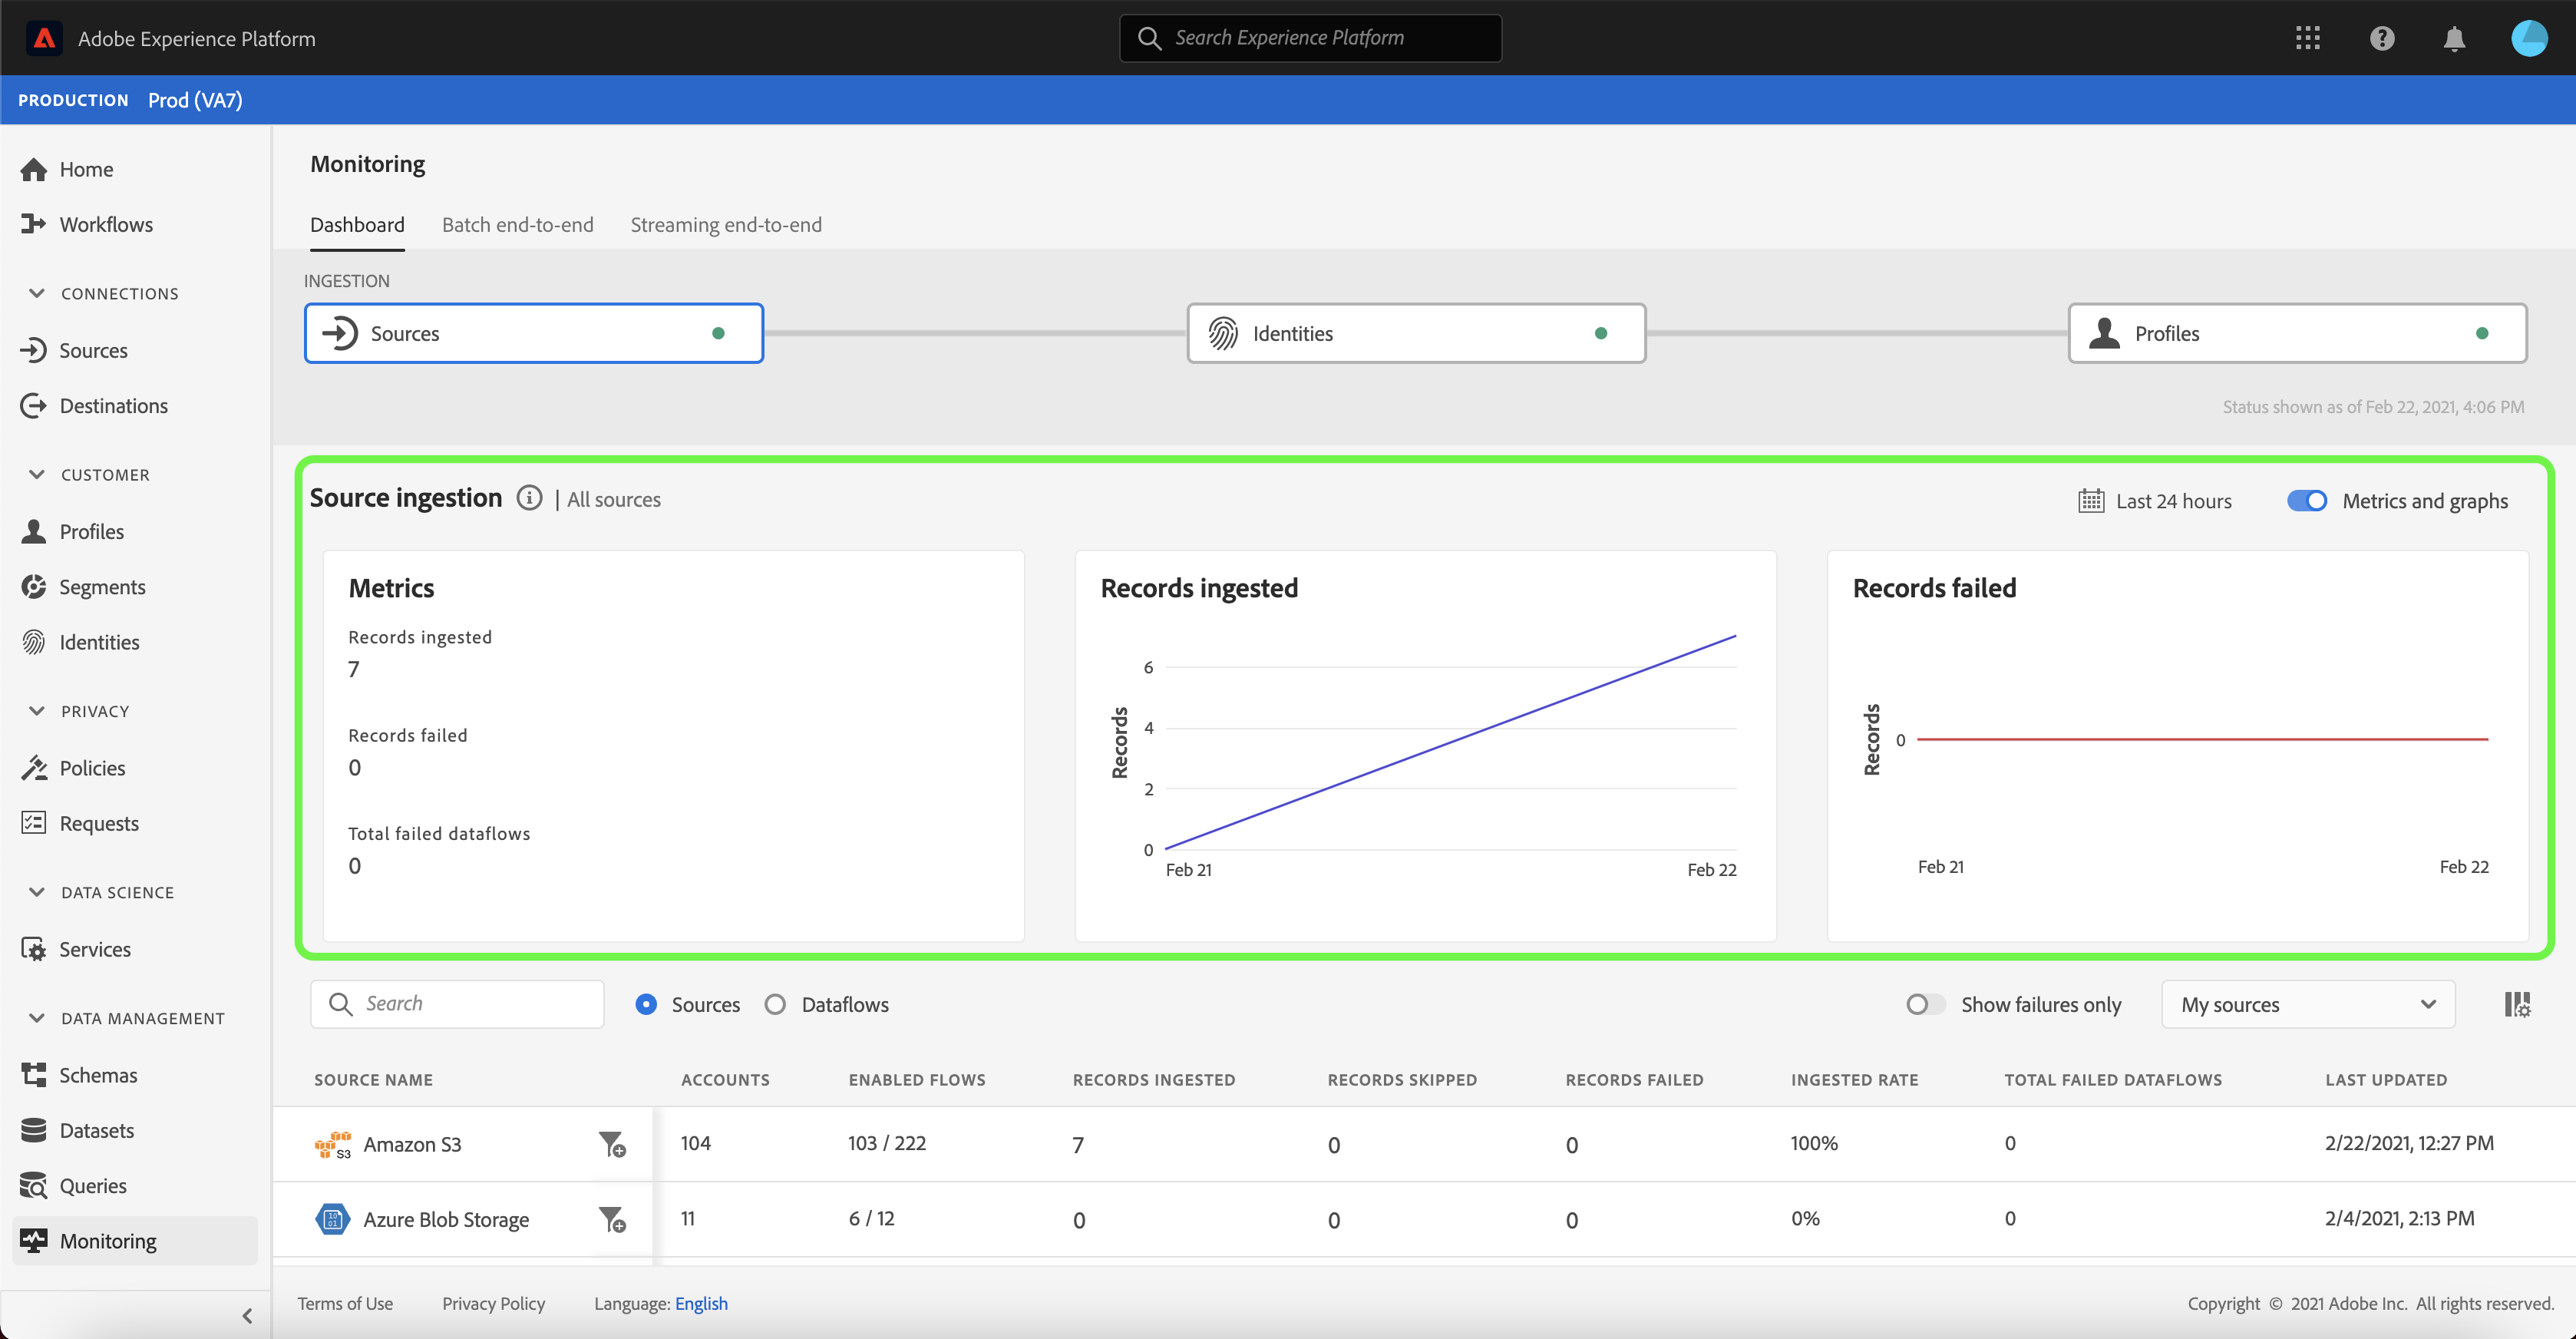 Adobe Experience Platform
Search Experience Platform
PRODUCTION Prod (VA7)
Home
Workflows
CONNECTIONS
Sources
Destinations
CUSTOMER
Profiles
Segments
Identities
PRIVACY
Policies
Requests
DATA SCIENCE
Services
DATA MANAGEMENT
Schemas
Datasets
Queries
Monitoring
Monitoring
Dashboard Batch end-to-end Streaming end-to-end
INGESTION
Sources Identities Profiles
Status shown as of Feb 22, 2021, 4:06 PM
Source ingestion | All sources Last 24 hours Metrics and graphs
Metrics
Records ingested
7
Records failed
0
Total failed dataflows
0
Records ingested
Records
6
4
2
0
Feb 21 Feb 22
Records failed
Records
0
Feb 21 Feb 22
Search Sources Dataflows Show failures only My sources
SOURCE NAME ACCOUNTS ENABLED FLOWS RECORDS INGESTED RECORDS SKIPPED RECORDS FAILED INGESTED RATE TOTAL FAILED DATAFLOWS LAST UPDATED
S3 Amazon S3 104 103 / 222 7 0 0 100% 0 2/22/2021, 12:27 PM
10 01 Azure Blob Storage 11 6 / 12 0 0 0 0% 0 2/4/2021, 2:13 PM
Terms of Use Privacy Policy Language: English Copyright © 2021 Adobe Inc. All rights reserved.